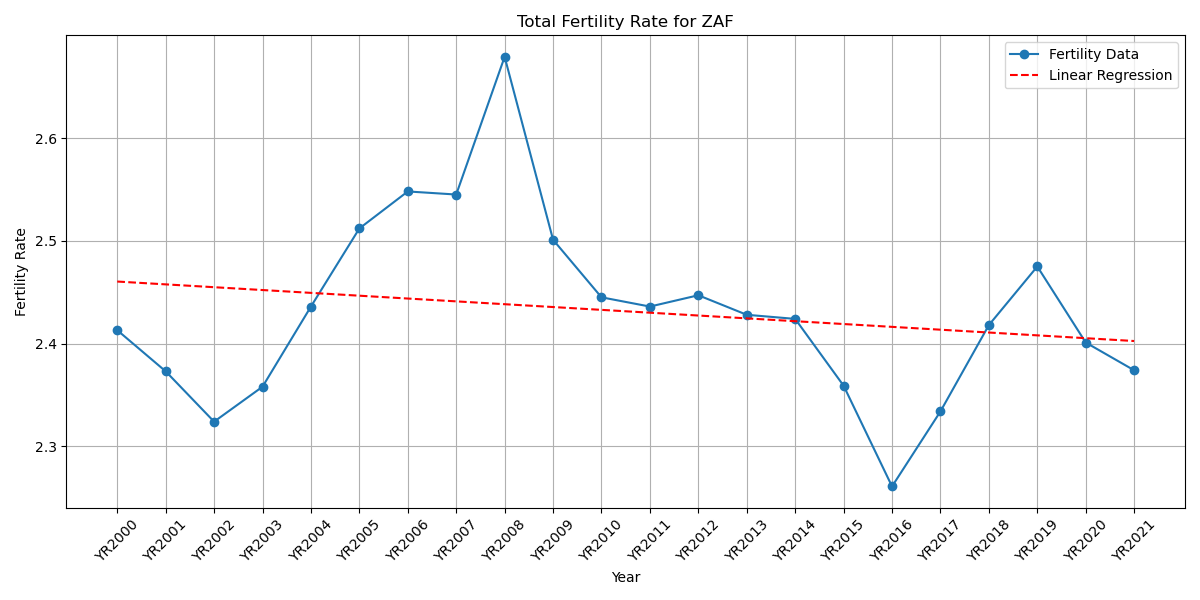 Total Fertility Rate for ZAF
Fertility Data
Linear Regression
Fertility Rate
2.6
2.5
2.4
2.3
YR2000
YR2001
YR2002
YR2003
YR2004
YR2005
YR2006
YR2007
YR2008
YR2009
YR2010
YR2011
YR2012
YR2013
YR2014
YR2015
YR2016
YR2017
YR2018
YR2019
YR2020
YR2021
Year